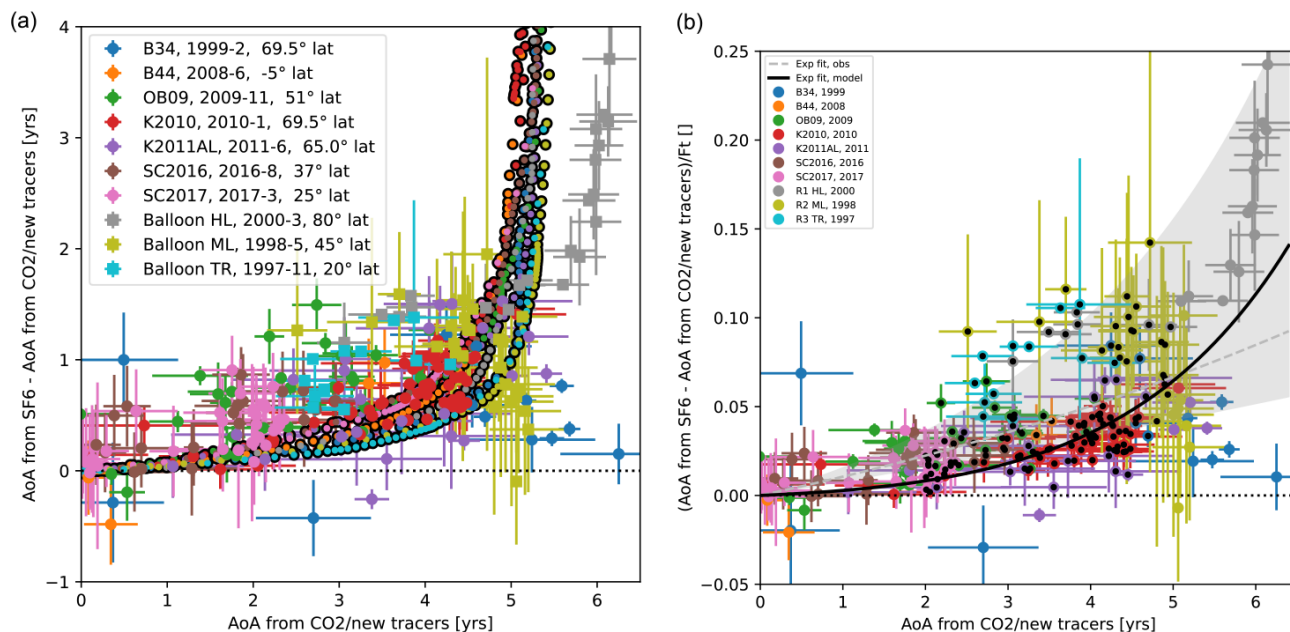 (a)
AoA from SF6 - AoA from CO2/new tracers [yrs]
4
3
2
1
0
−1
B34, 1999-2, 69.5° lat
B44, 2008-6, -5° lat
OB09, 2009-11, 51° lat
K2010, 2010-1, 69.5° lat
K2011AL, 2011-6, 65.0° lat
SC2016, 2016-8, 37° lat
SC2017, 2017-3, 25° lat
Balloon HL, 2000-3, 80° lat
Balloon ML, 1998-5, 45° lat
Balloon TR, 1997-11, 20° lat
0 1 2 3 4 5 6
AoA from CO2/new tracers [yrs]
(b)
(AoA from SF6 - AoA from CO2/new tracers)/Ft []
0.25
0.20
0.15
0.10
0.05
0.00
−0.05
Exp fit, obs
Exp fit, model
B34, 1999
B44, 2008
OB09, 2009
K2010, 2010
K2011AL, 2011
SC2016, 2016
SC2017, 2017
R1 HL, 2000
R2 ML, 1998
R3 TR, 1997
0 1 2 3 4 5 6
AoA from CO2/new tracers [yrs]